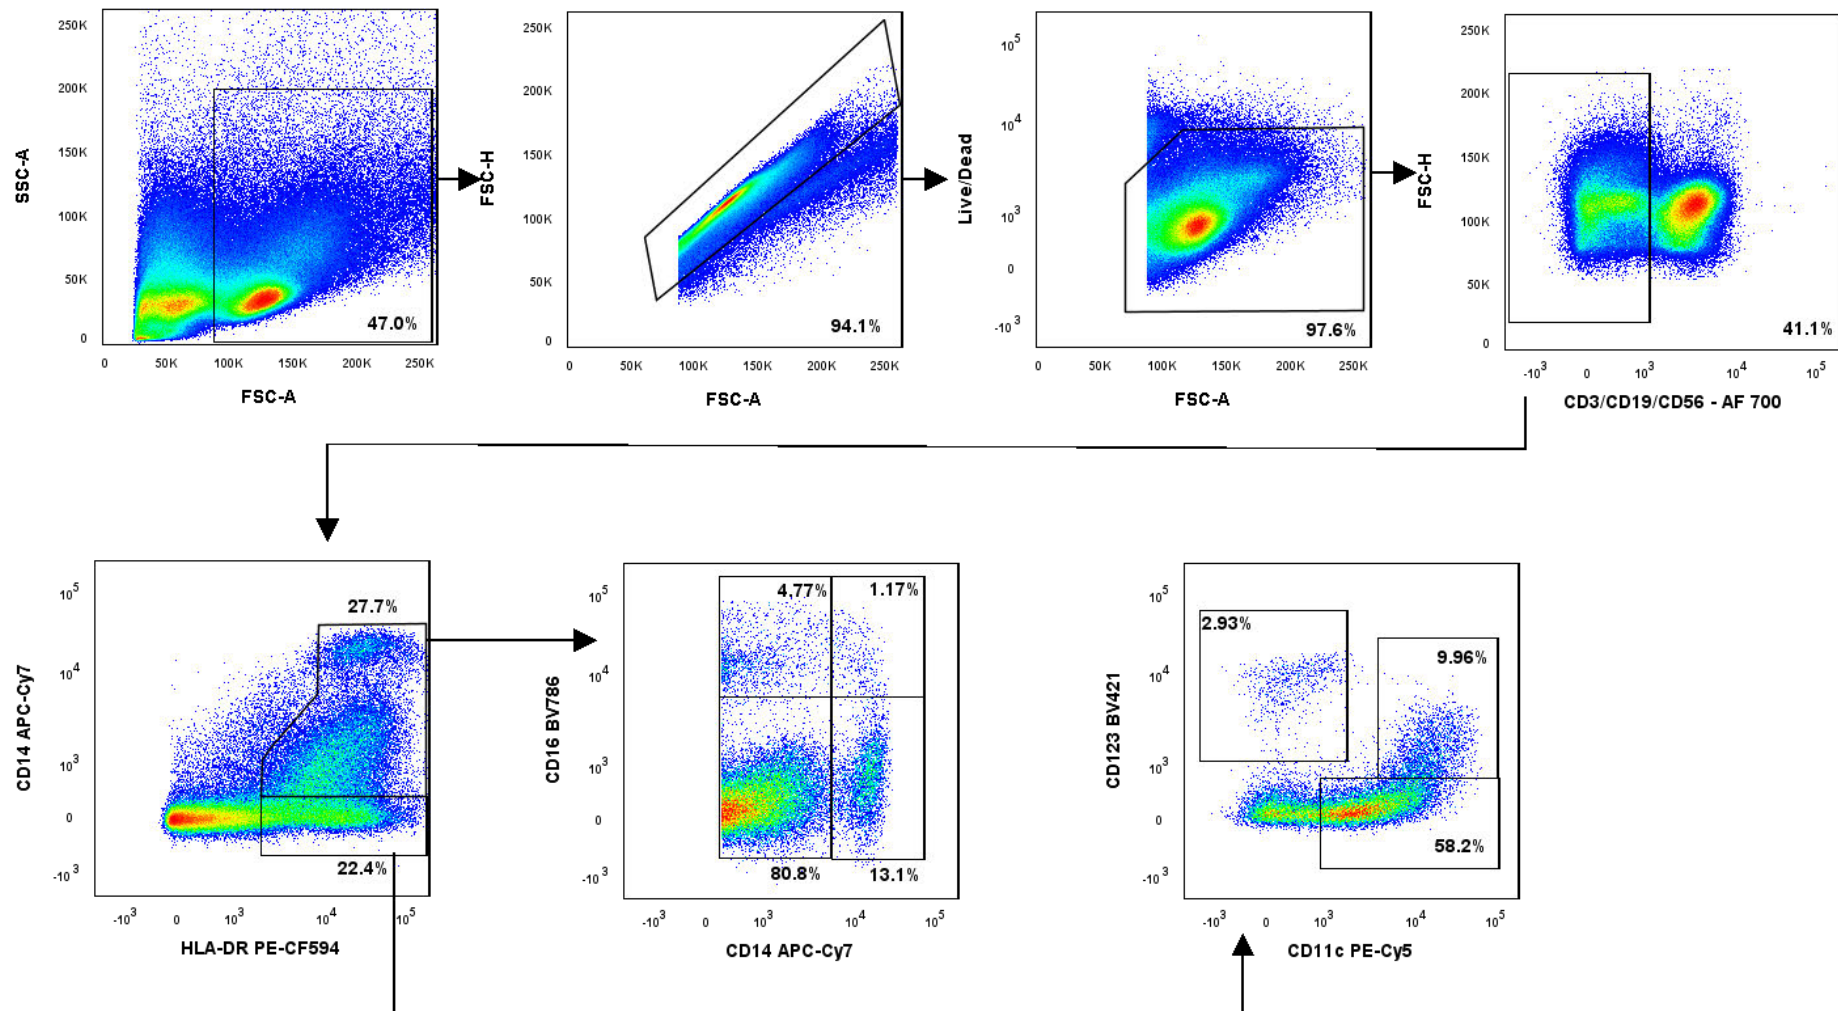 250K
200K
150K
100K
50K
0
SSC-A
47.0%
0 50K 100K 150K 200K 250K
FSC-A
250K
200K
150K
100K
50K
0
FSC-H
94.1%
0 50K 100K 150K 200K 250K
FSC-A
10^5
10^4
10^3
0
-10^3
Live/Dead
97.6%
0 50K 100K 150K 200K 250K
FSC-A
250K
200K
150K
100K
50K
0
FSC-H
41.1%
-10^3 0 10^3 10^4 10^5
CD3/CD19/CD56 - AF 700
10^5
10^4
10^3
0
-10^3
CD14 APC-Cy7
27.7%
22.4%
-10^3 0 10^3 10^4 10^5
HLA-DR PE-CF594
10^5
10^4
10^3
0
-10^3
CD16 BV786
4.77% 1.17%
80.8% 13.1%
-10^3 0 10^3 10^4 10^5
CD14 APC-Cy7
10^5
10^4
10^3
0
-10^3
CD123 BV421
2.93%
9.96%
58.2%
-10^3 0 10^3 10^4 10^5
CD11c PE-Cy5